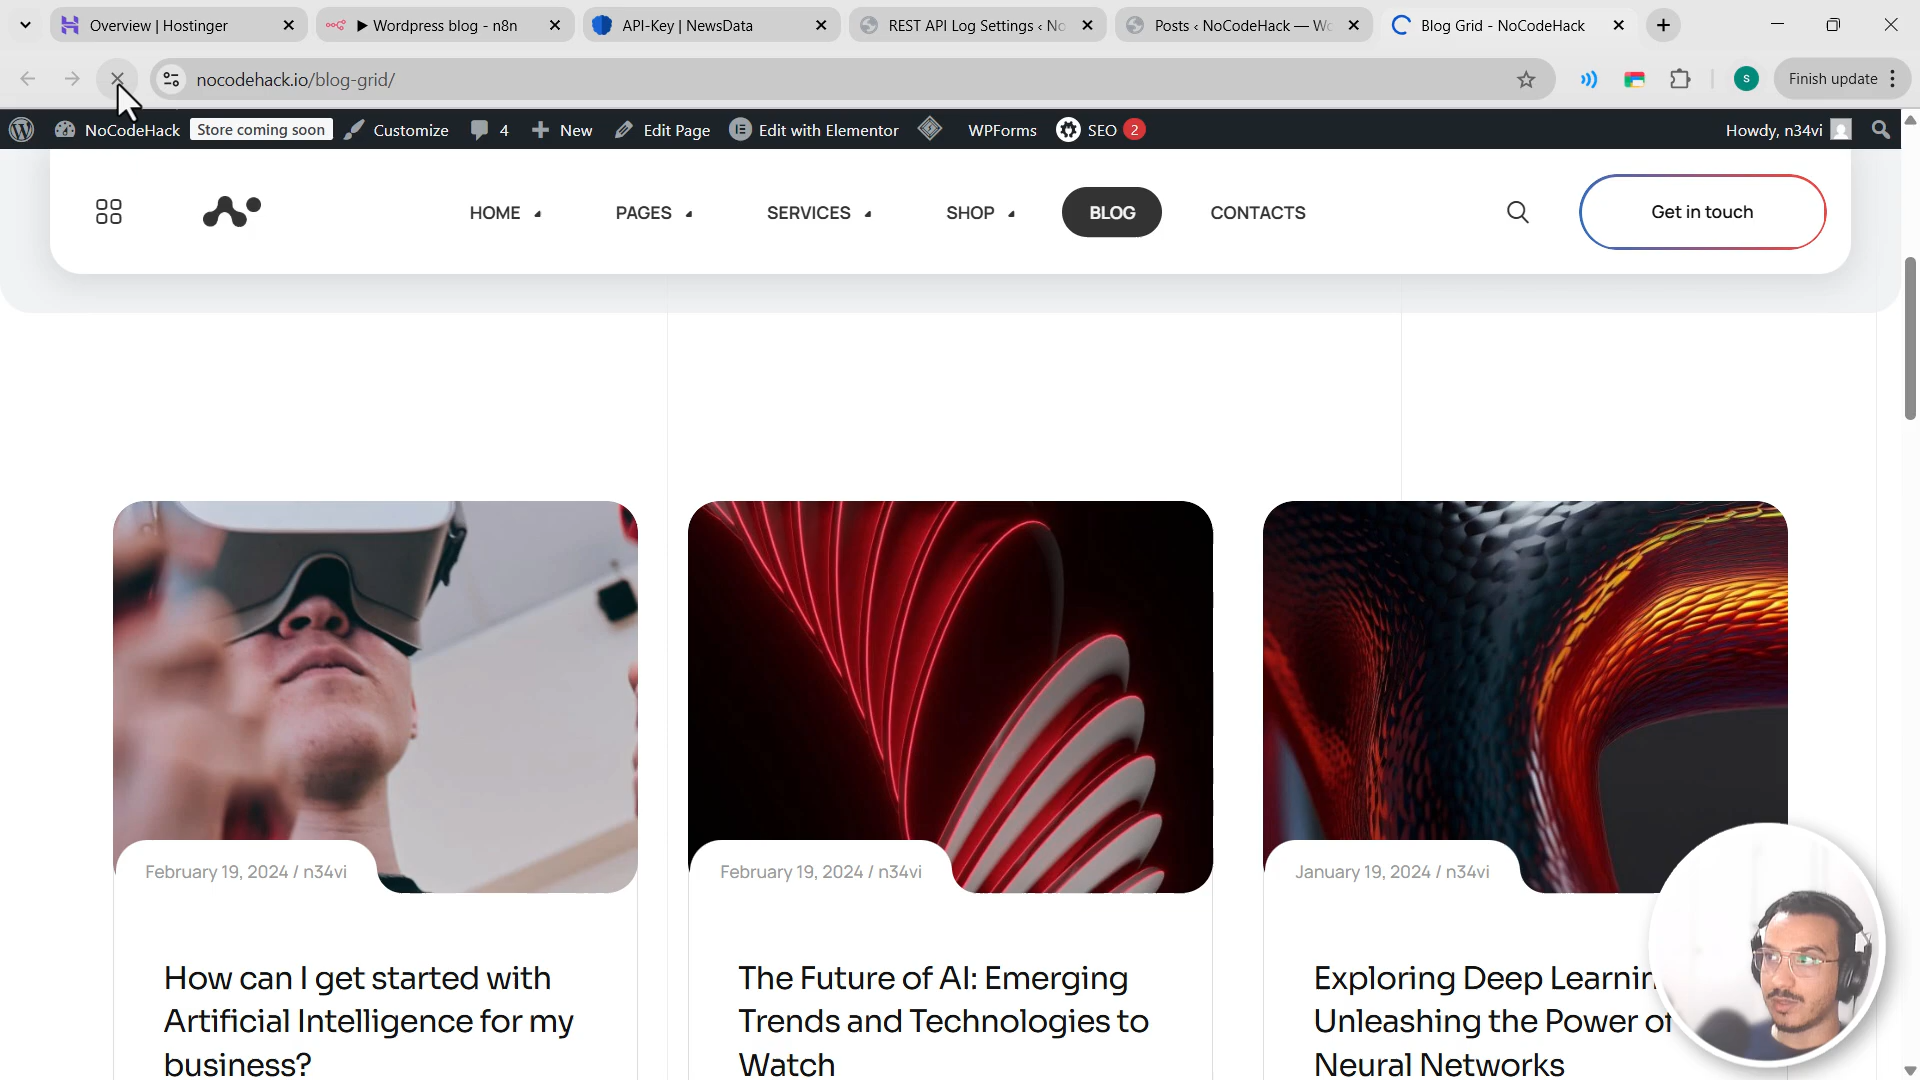 Overview | Hostinger
▶ Wordpress blog - n8n
API-Key | NewsData
REST API Log Settings ‹ No
Posts ‹ NoCodeHack — Wo
Blog Grid - NoCodeHack
nocodehack.io/blog-grid/
S
Finish update
NoCodeHack
Store coming soon
Customize
4
New
Edit Page
Edit with Elementor
WPForms
SEO 2
Howdy, n34vi
HOME
PAGES
SERVICES
SHOP
BLOG
CONTACTS
Get in touch
February 19, 2024 / n34vi
How can I get started with
Artificial Intelligence for my
business?
February 19, 2024 / n34vi
The Future of AI: Emerging
Trends and Technologies to
Watch
January 19, 2024 / n34vi
Exploring Deep Learnin
Unleashing the Power of
Neural Networks